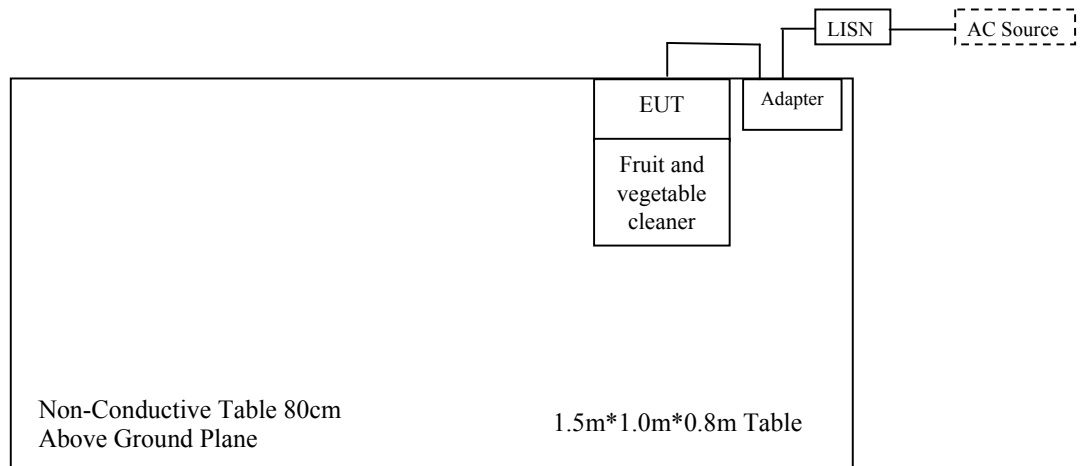 LISN
AC Source
EUT
Adapter
Fruit and
vegetable
cleaner
Non-Conductive Table 80cm
Above Ground Plane
1.5m*1.0m*0.8m Table